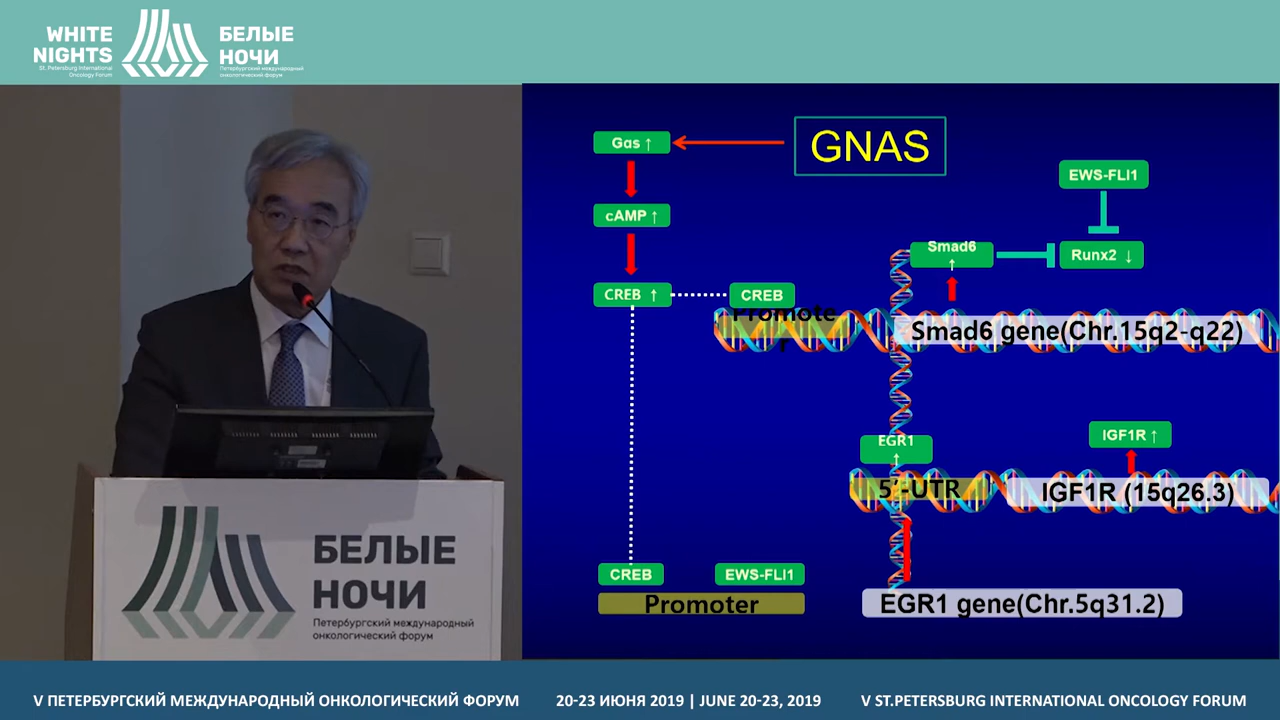 WHITE
NIGHTS
St. Petersburg International
Oncology Forum
БЕЛЫЕ
НОЧИ
Петербургский международный
онкологический форум
Gas ↑
GNAS
cAMP ↑
CREB ↑
CREB
Promote
r
Smad6
↑
EWS-FLI1
Runx2 ↓
Smad6 gene(Chr.15q2-q22)
EGR1
↑
5'-UTR
IGF1R ↑
IGF1R (15q26.3)
CREB
EWS-FLI1
Promoter
EGR1 gene(Chr.5q31.2)
БЕЛЫЕ
НОЧИ
Петербургский международный
онкологический форум
V ПЕТЕРБУРГСКИЙ МЕЖДУНАРОДНЫЙ ОНКОЛОГИЧЕСКИЙ ФОРУМ
20-23 ИЮНЯ 2019 | JUNE 20-23, 2019
V ST.PETERSBURG INTERNATIONAL ONCOLOGY FORUM